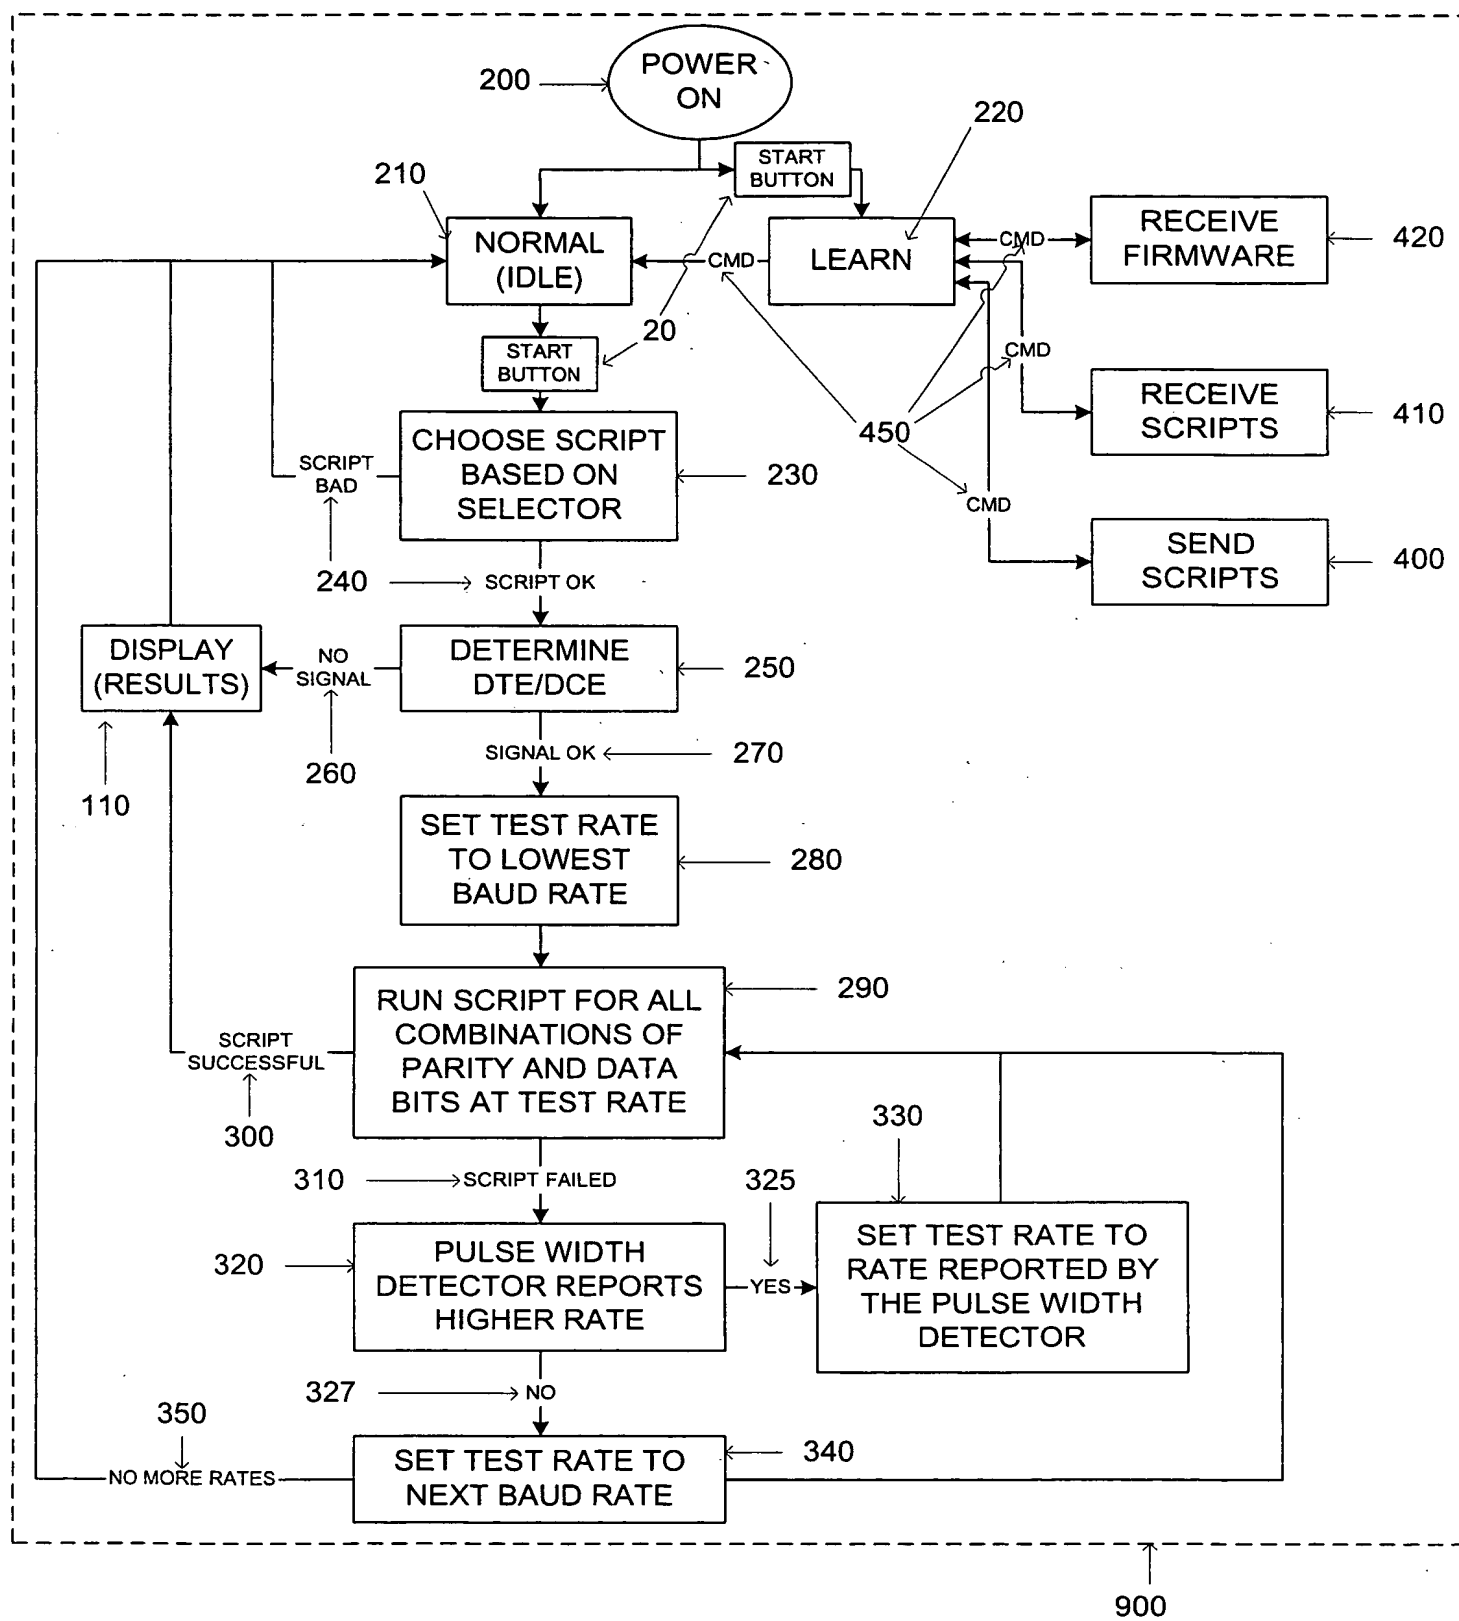 POWER
ON
200
220
START
BUTTON
210
NORMAL
(IDLE)
CMD
LEARN
CMD
RECEIVE
FIRMWARE
420
20
START
BUTTON
CMD
RECEIVE
SCRIPTS
410
450
CHOOSE SCRIPT
BASED ON
SELECTOR
230
SCRIPT
BAD
CMD
SEND
SCRIPTS
400
240
SCRIPT OK
DISPLAY
(RESULTS)
NO
SIGNAL
DETERMINE
DTE/DCE
250
SIGNAL OK
270
260
110
SET TEST RATE
TO LOWEST
BAUD RATE
280
RUN SCRIPT FOR ALL
COMBINATIONS OF
PARITY AND DATA
BITS AT TEST RATE
290
SCRIPT
SUCCESSFUL
300
330
310
SCRIPT FAILED
325
320
PULSE WIDTH
DETECTOR REPORTS
HIGHER RATE
YES
SET TEST RATE TO
RATE REPORTED BY
THE PULSE WIDTH
DETECTOR
327
NO
350
NO MORE RATES
SET TEST RATE TO
NEXT BAUD RATE
340
900